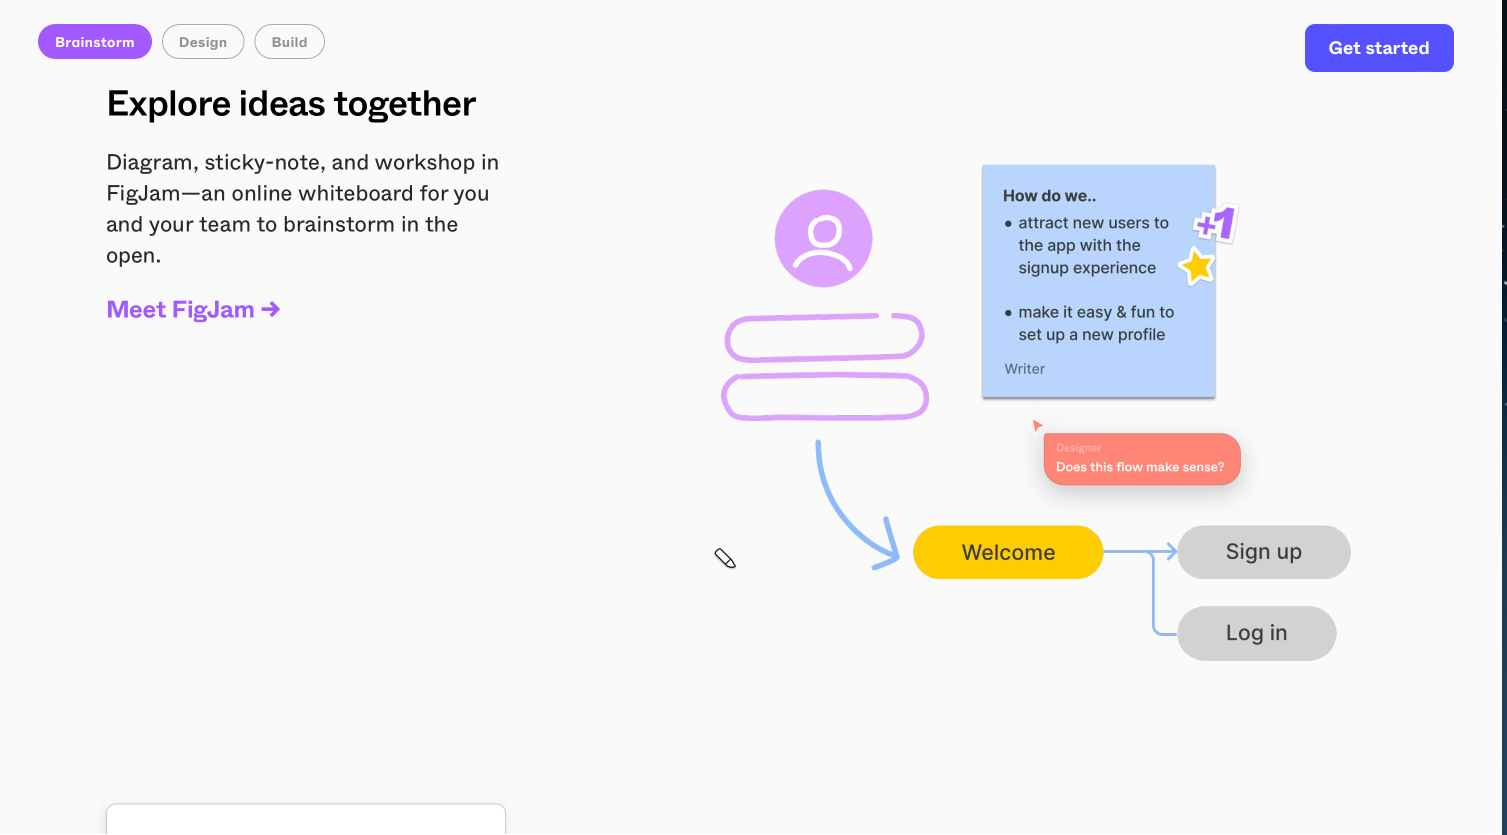 Brainstorm
Design
Build
Get started
Explore ideas together
Diagram, sticky-note, and workshop in
FigJam—an online whiteboard for you
and your team to brainstorm in the
open.
Meet FigJam →
How do we..
• attract new users to
the app with the
signup experience
• make it easy & fun to
set up a new profile
Writer
+1
Designer
Does this flow make sense?
Welcome
Sign up
Log in